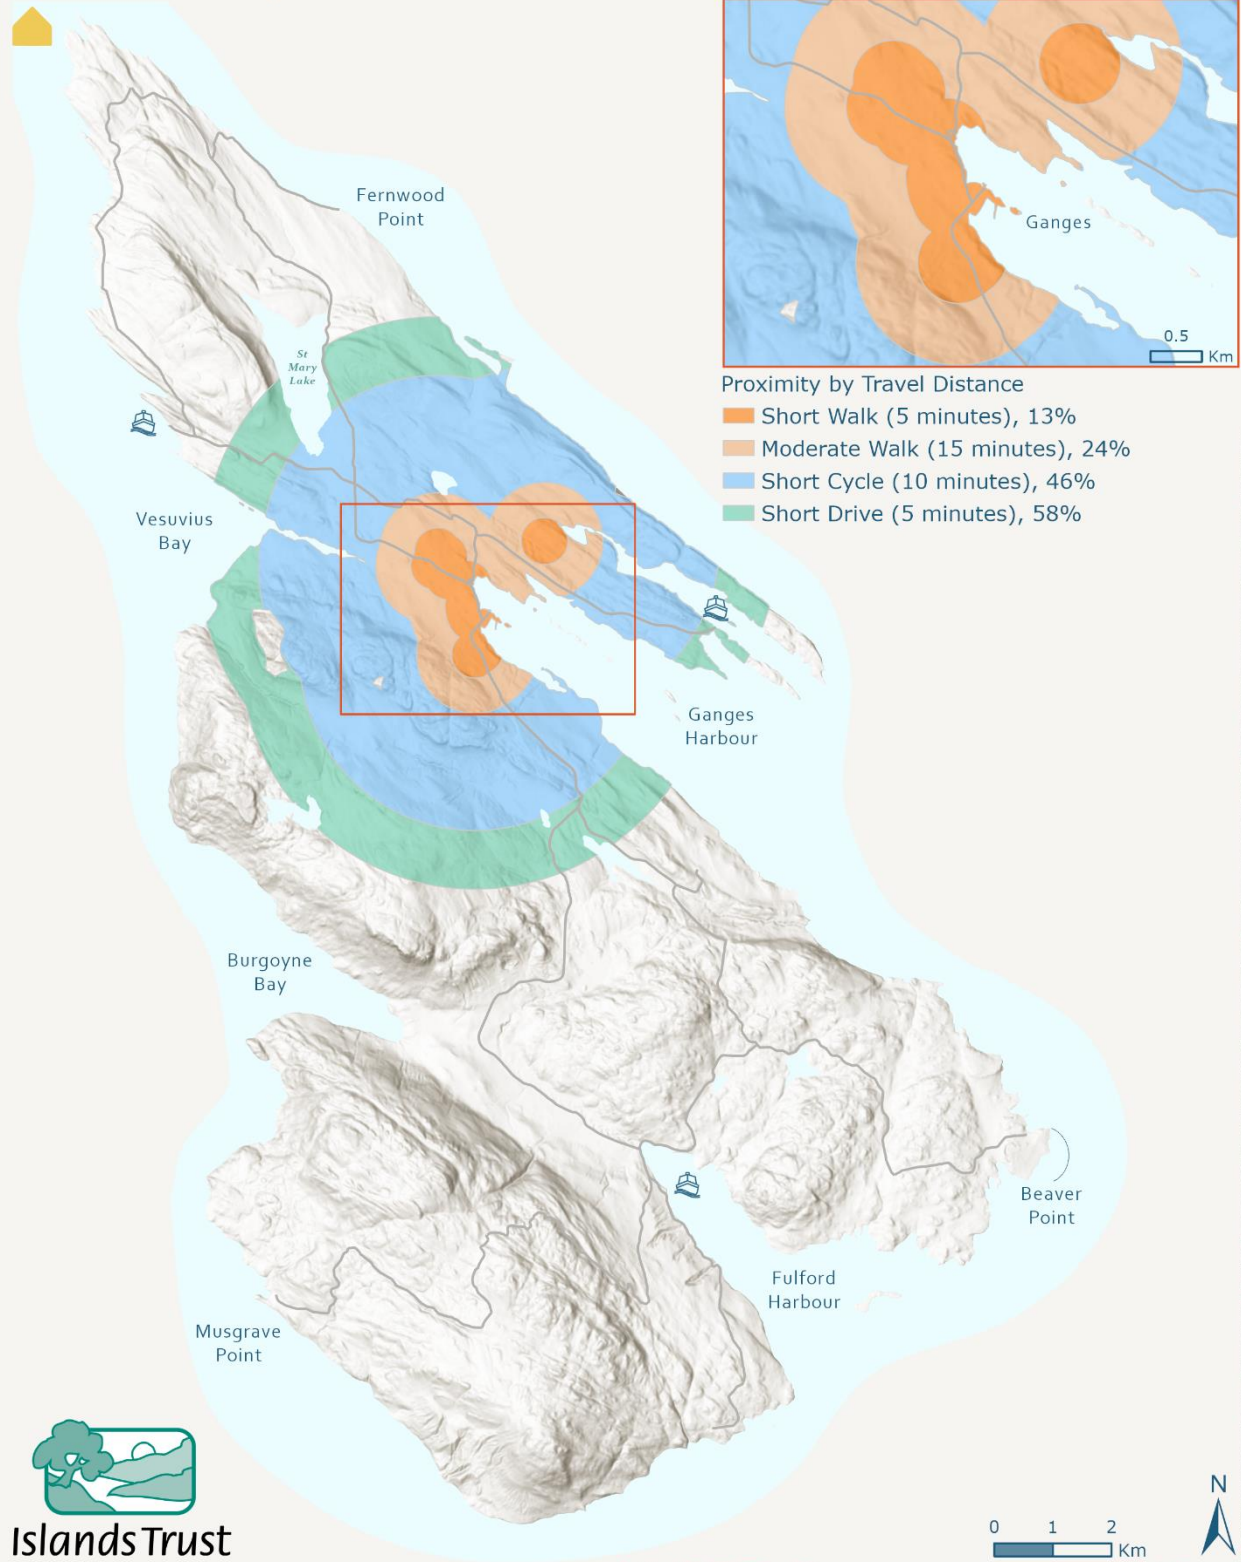 Fernwood
Point
St
Mary
Lake
Ganges
0.5
Km
Proximity by Travel Distance
Short Walk (5 minutes), 13%
Moderate Walk (15 minutes), 24%
Short Cycle (10 minutes), 46%
Short Drive (5 minutes), 58%
Vesuvius
Bay
Ganges
Harbour
Burgoyne
Bay
Beaver
Point
Fulford
Harbour
Musgrave
Point
Islands Trust
N
0 1 2
Km